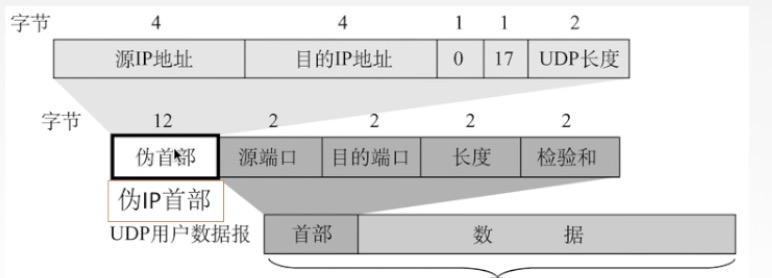 字节 4 4 1 1 2
源IP地址 目的IP地址 0 17 UDP长度
字节 12 2 2 2 2
伪首部 源端口 目的端口 长度 检验和
伪IP首部
UDP用户数据报 首部 数 据